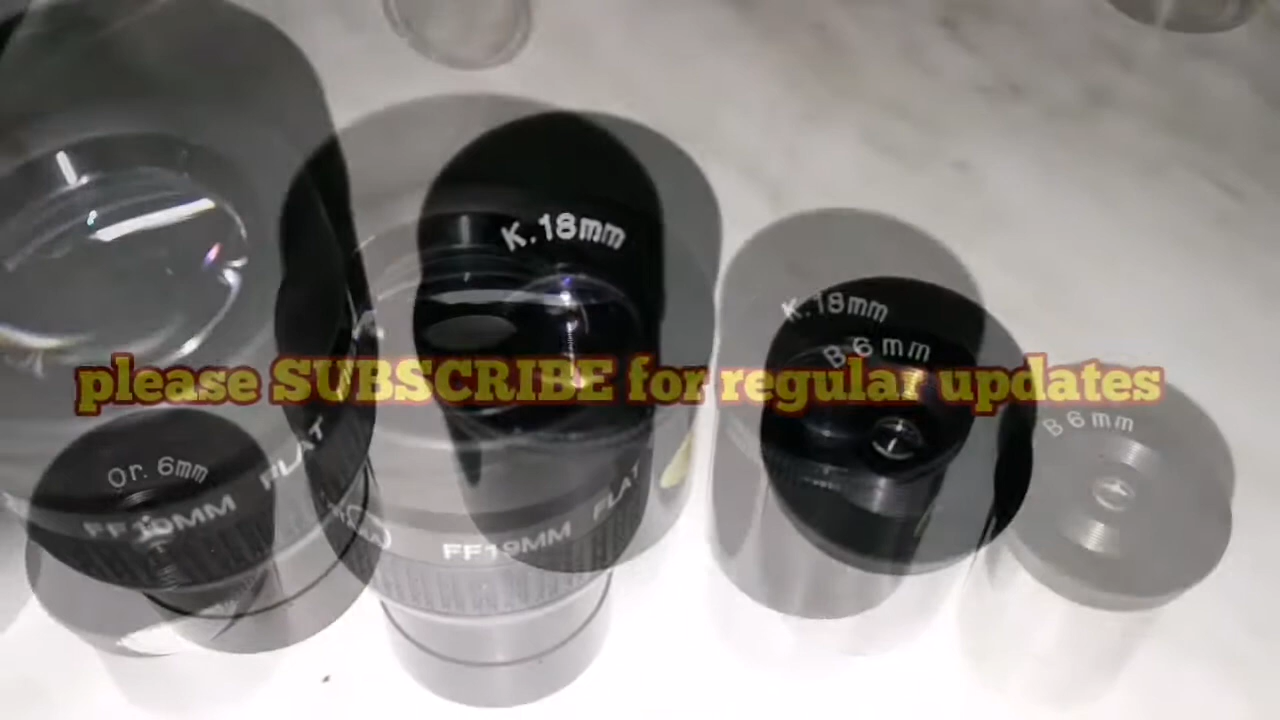 K.18mm
K.18mm
B 6mm
please SUBSCRIBE for regular updates
B 6mm
Or. 6mm
FLAT
FF19MM FLAT